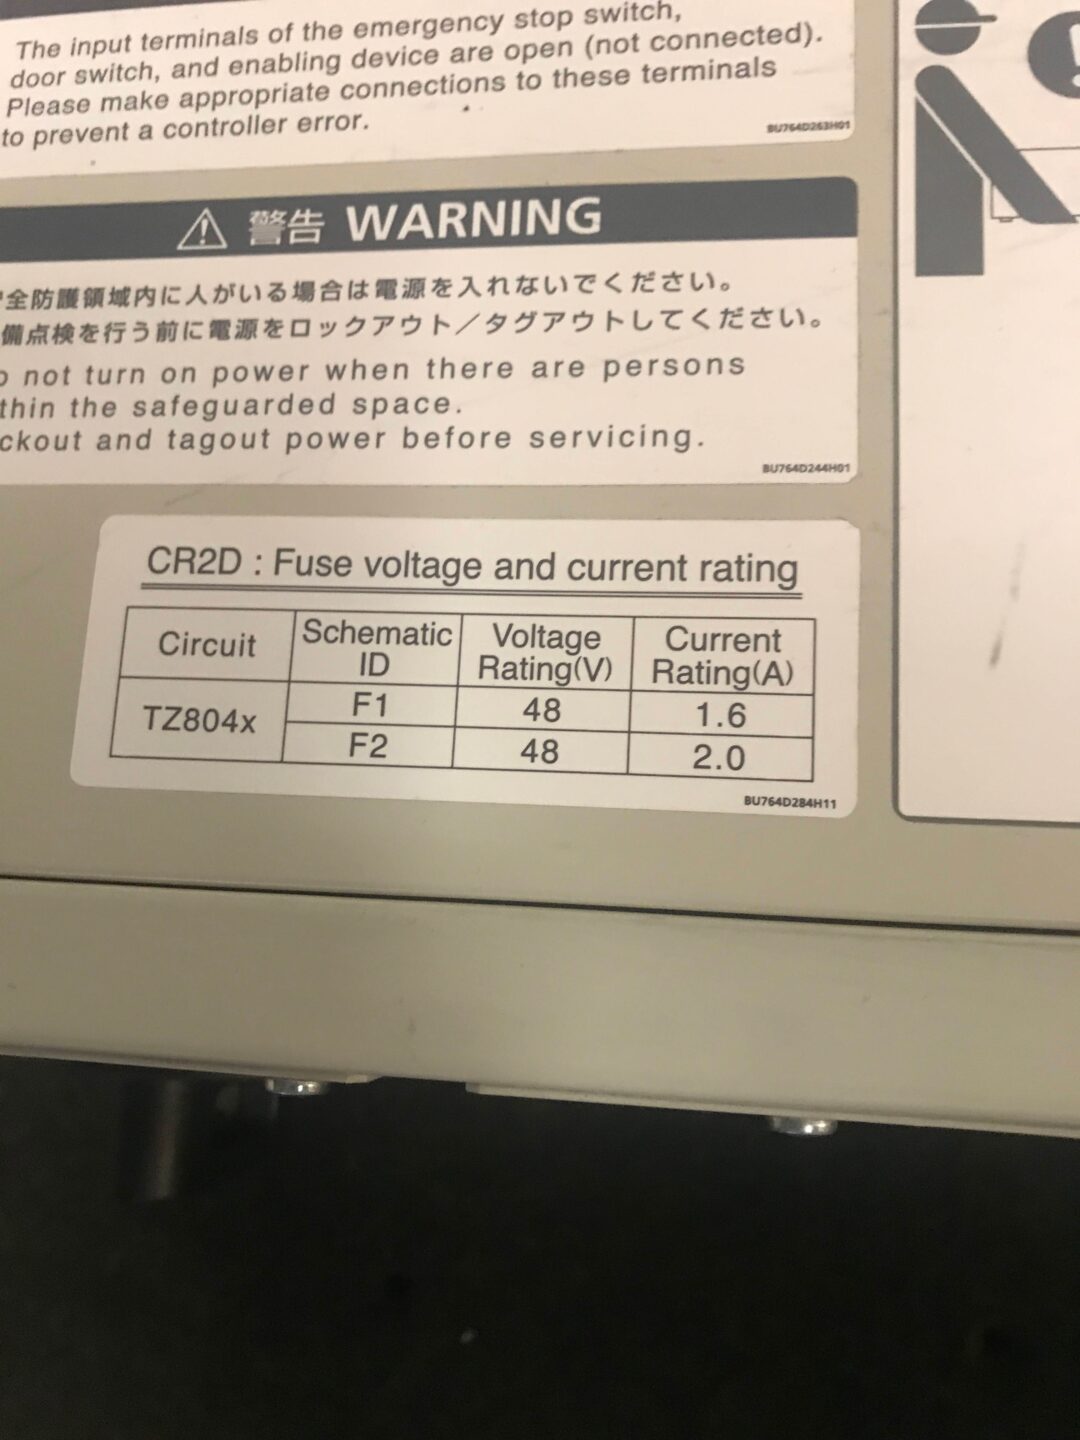 The input terminals of the emergency stop switch,
door switch, and enabling device are open (not connected).
Please make appropriate connections to these terminals
to prevent a controller error.
BU764D263H01
警告 WARNING
全防護領域内に人がいる場合は電源を入れないでください。
備点検を行う前に電源をロックアウト／タグアウトしてください。
o not turn on power when there are persons
thin the safeguarded space.
ckout and tagout power before servicing.
BU764D244H01
CR2D : Fuse voltage and current rating
Circuit Schematic ID Voltage Rating(V) Current Rating(A)
TZ804x F1 48 1.6
F2 48 2.0
BU764D284H11